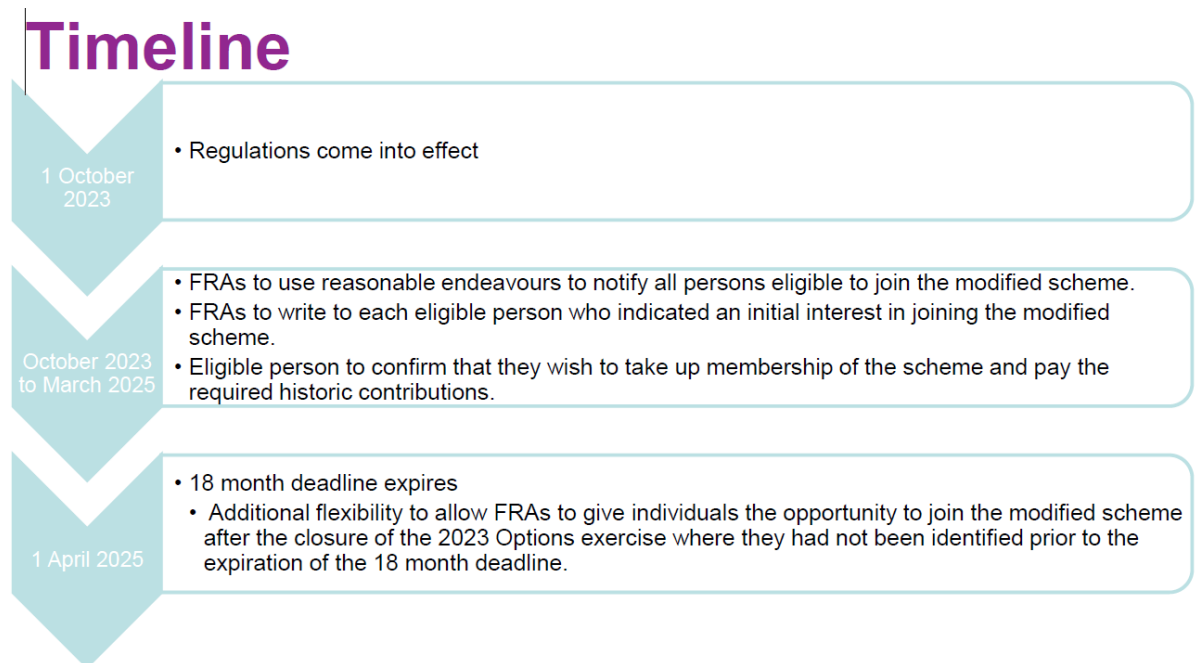 Timeline
1 October
2023
• Regulations come into effect
October 2023
to March 2025
• FRAs to use reasonable endeavours to notify all persons eligible to join the modified scheme.
• FRAs to write to each eligible person who indicated an initial interest in joining the modified
scheme.
• Eligible person to confirm that they wish to take up membership of the scheme and pay the
required historic contributions.
1 April 2025
• 18 month deadline expires
• Additional flexibility to allow FRAs to give individuals the opportunity to join the modified scheme
after the closure of the 2023 Options exercise where they had not been identified prior to the
expiration of the 18 month deadline.